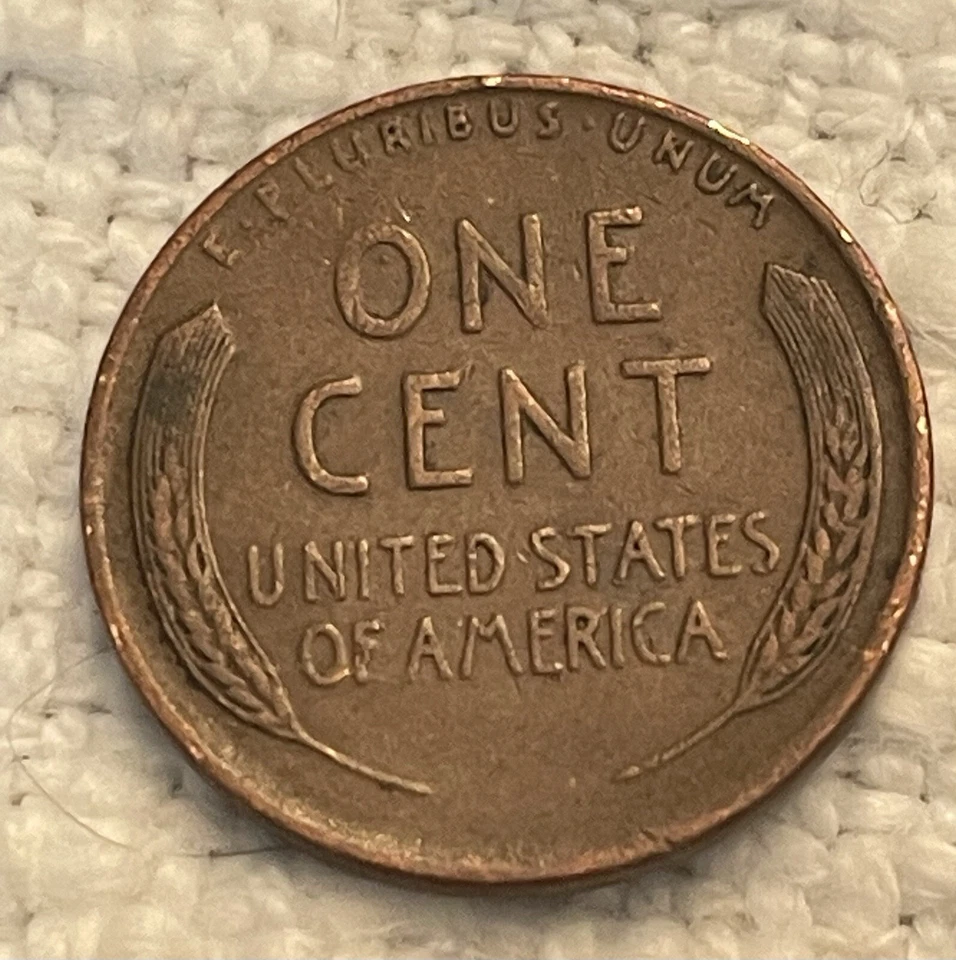 E·PLURIBUS·UNUM
ONE
CENT
UNITED·STATES
OF AMERICA